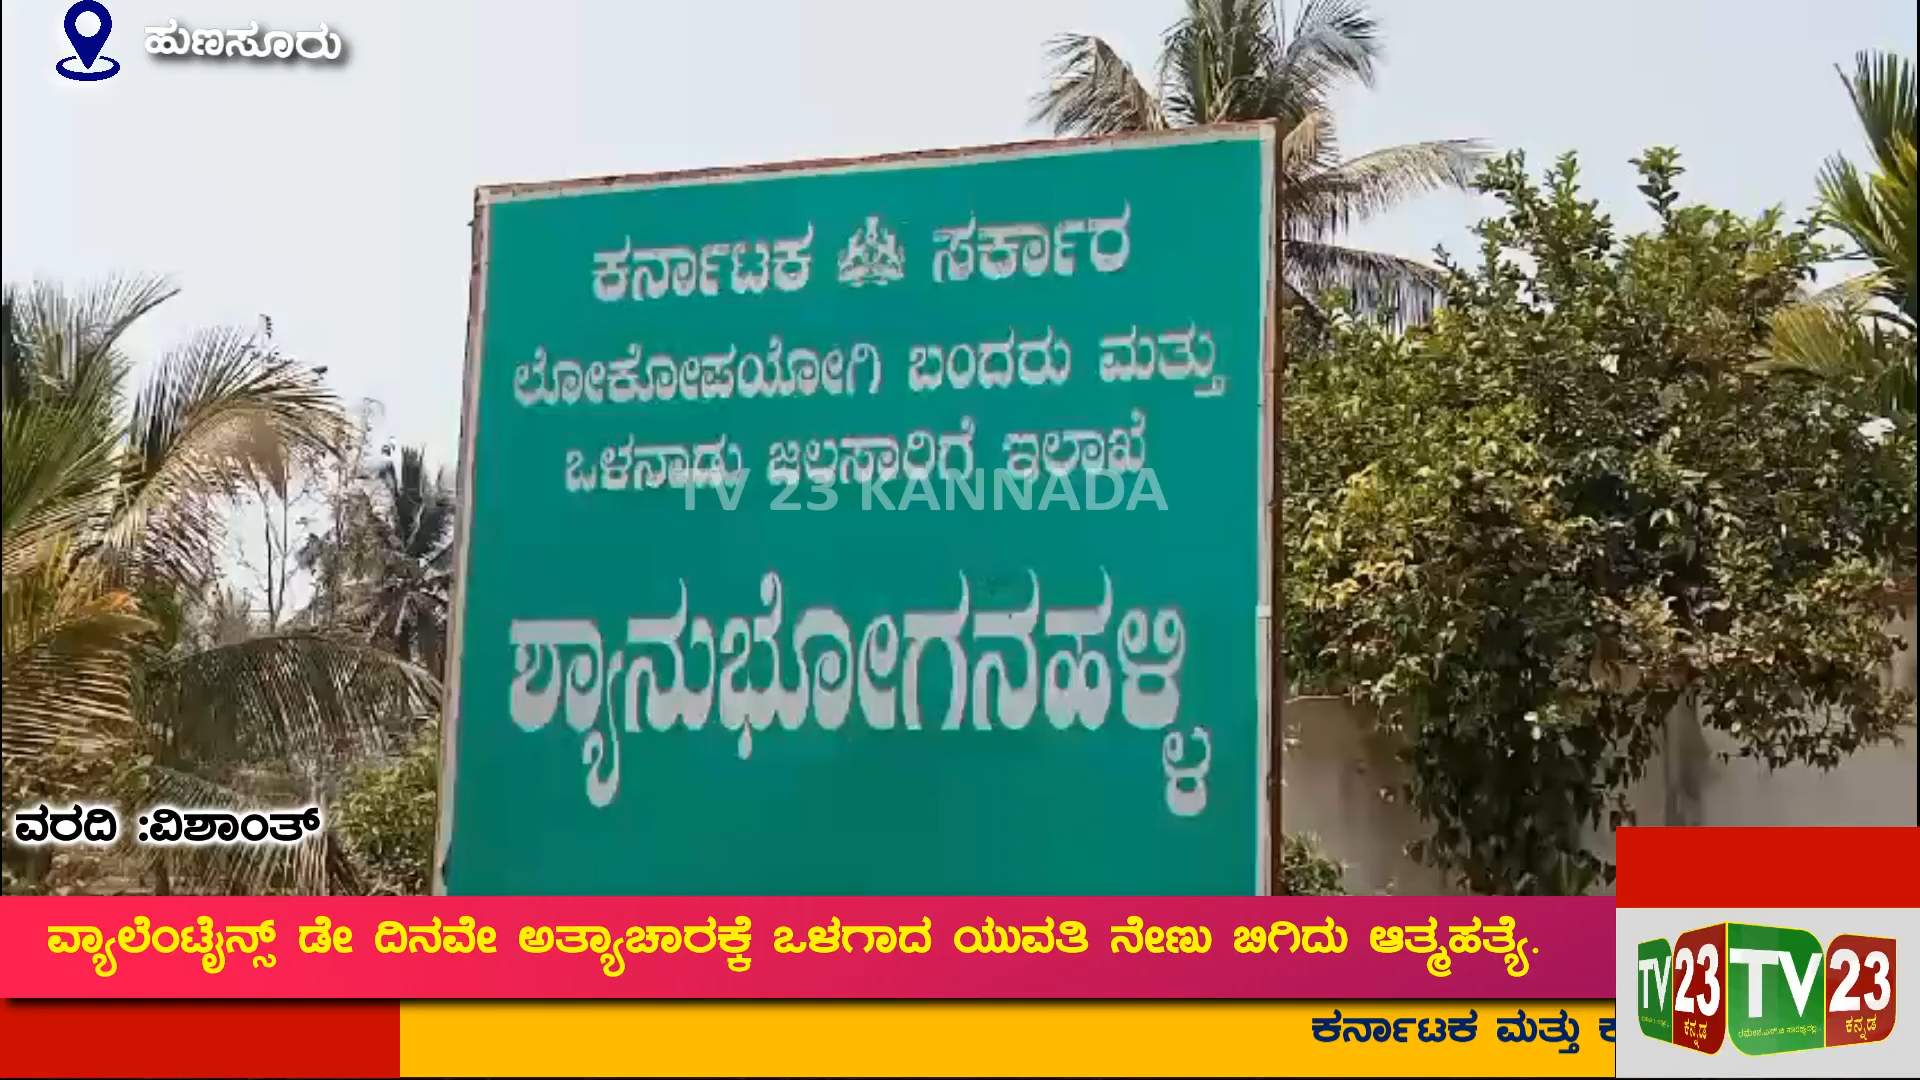 ಹುಣಸೂರು
ಕರ್ನಾಟಕ ಸರ್ಕಾರ
ಲೋಕೋಪಯೋಗಿ ಬಂದರು ಮತ್ತು
ಒಳನಾಡು ಜಲಸಾರಿಗೆ ಇಲಾಖೆ
TV 23 KANNADA
ಶ್ಯಾನುಭೋಗನಹಳ್ಳಿ
ವರದಿ :ವಿಶಾಂತ್
ವ್ಯಾಲೆಂಟೈನ್ಸ್ ಡೇ ದಿನವೇ ಅತ್ಯಾಚಾರಕ್ಕೆ ಒಳಗಾದ ಯುವತಿ ನೇಣು ಬಿಗಿದು ಆತ್ಮಹತ್ಯೆ.
ಕರ್ನಾಟಕ ಮತ್ತು
TV 23 ಕನ್ನಡ TV 23 ಕನ್ನಡ